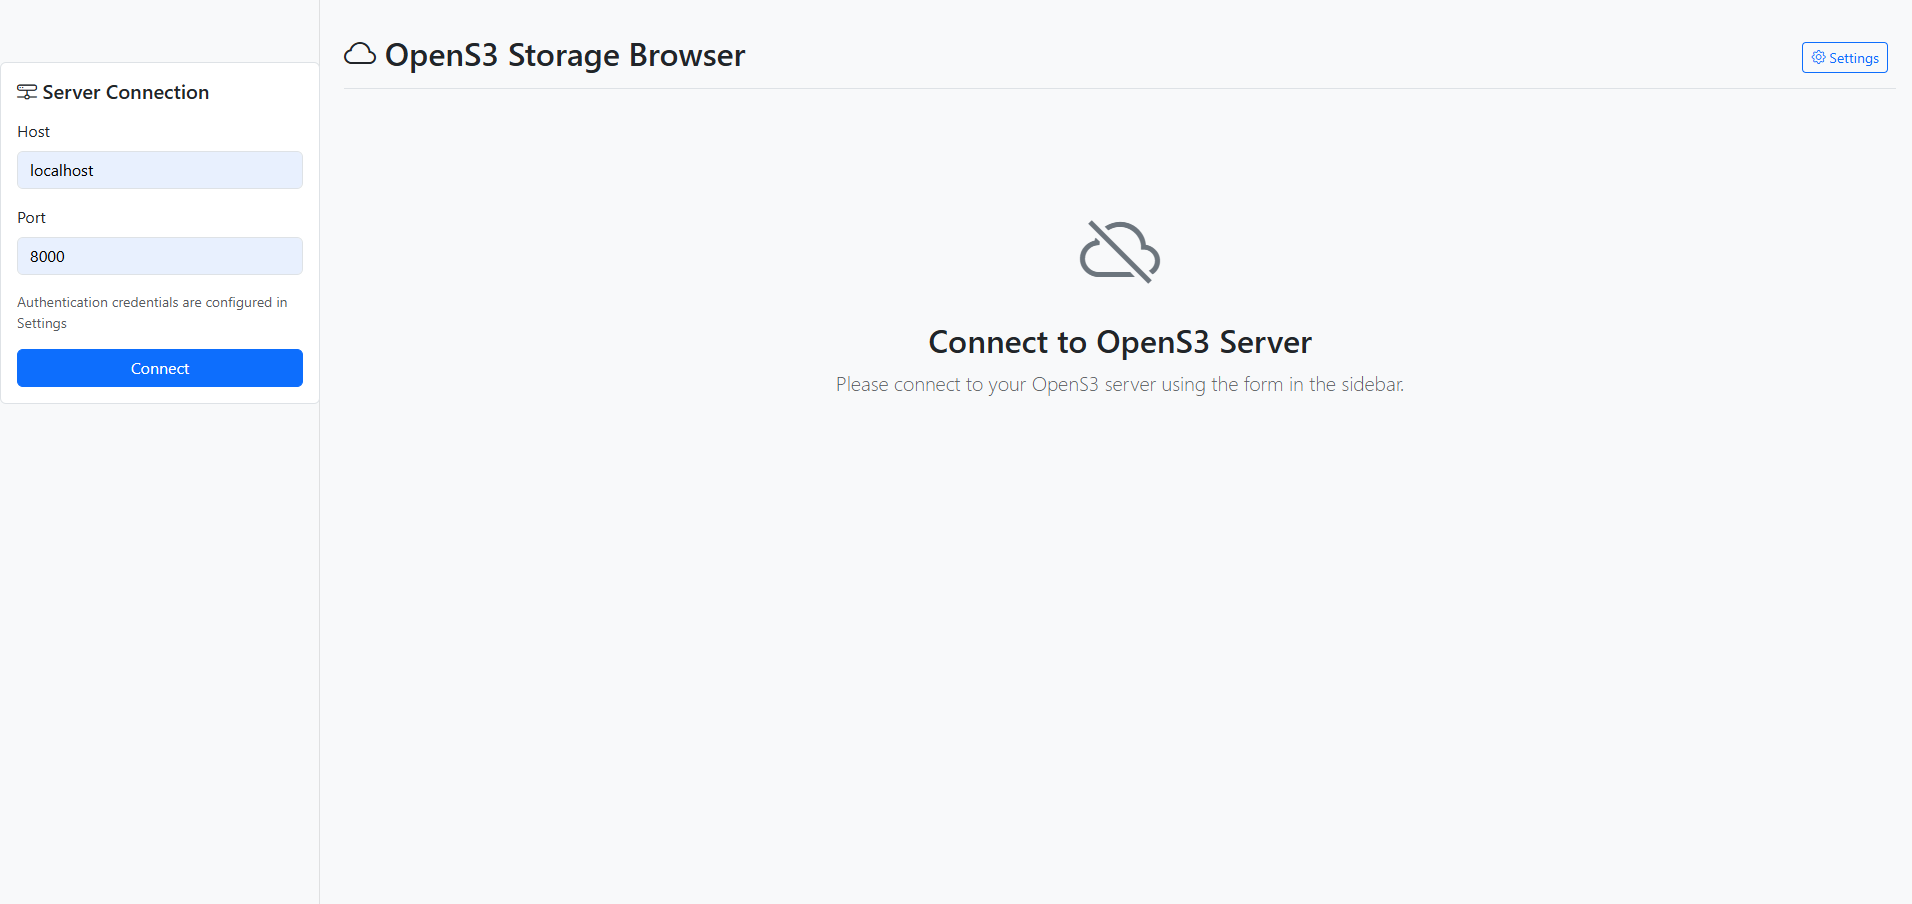 Server Connection
Host
localhost
Port
8000
Authentication credentials are configured in
Settings
Connect
OpenS3 Storage Browser
Settings
Connect to OpenS3 Server
Please connect to your OpenS3 server using the form in the sidebar.